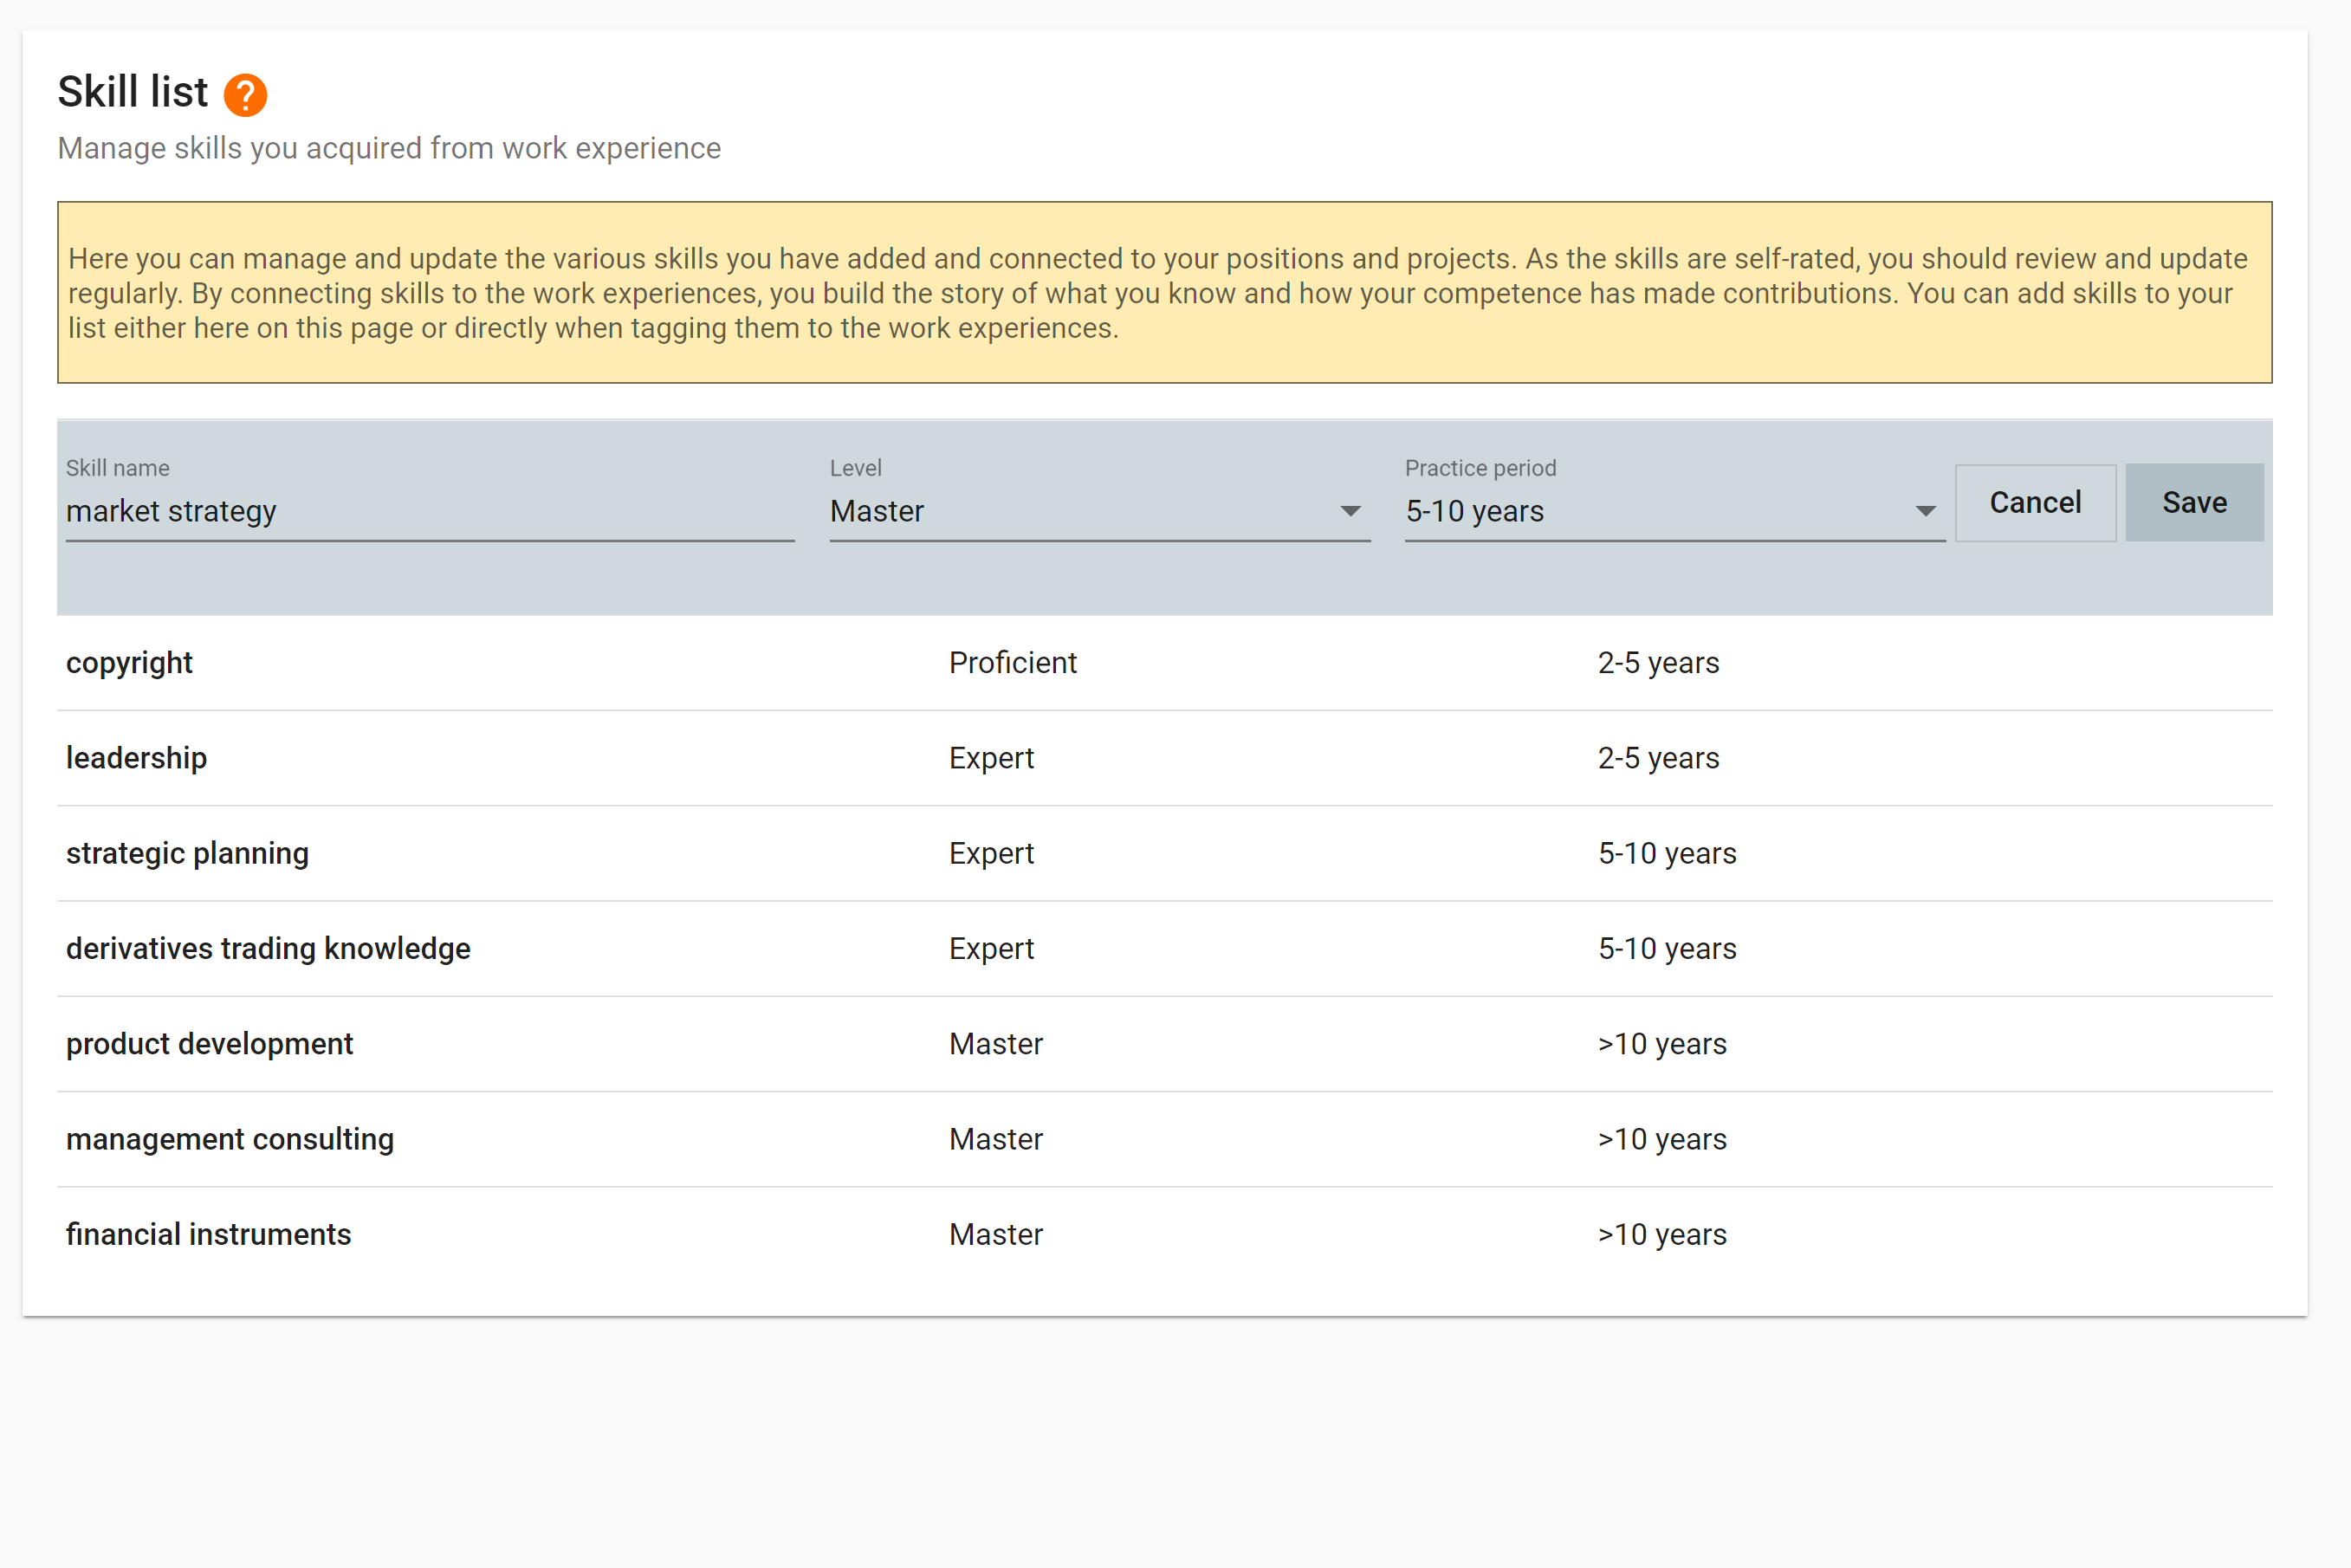 Skill list ?
Manage skills you acquired from work experience
Here you can manage and update the various skills you have added and connected to your positions and projects. As the skills are self-rated, you should review and update
regularly. By connecting skills to the work experiences, you build the story of what you know and how your competence has made contributions. You can add skills to your
list either here on this page or directly when tagging them to the work experiences.
Skill name Level Practice period
market strategy Master 5-10 years Cancel Save
copyright Proficient 2-5 years
leadership Expert 2-5 years
strategic planning Expert 5-10 years
derivatives trading knowledge Expert 5-10 years
product development Master >10 years
management consulting Master >10 years
financial instruments Master >10 years